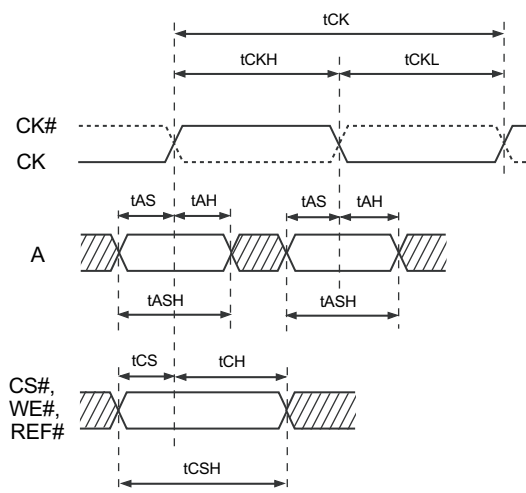 tCK
tCKH tCKL
CK#
CK
tAS tAH tAS tAH
A
tASH tASH
tCS tCH
CS#,
WE#,
REF#
tCSH